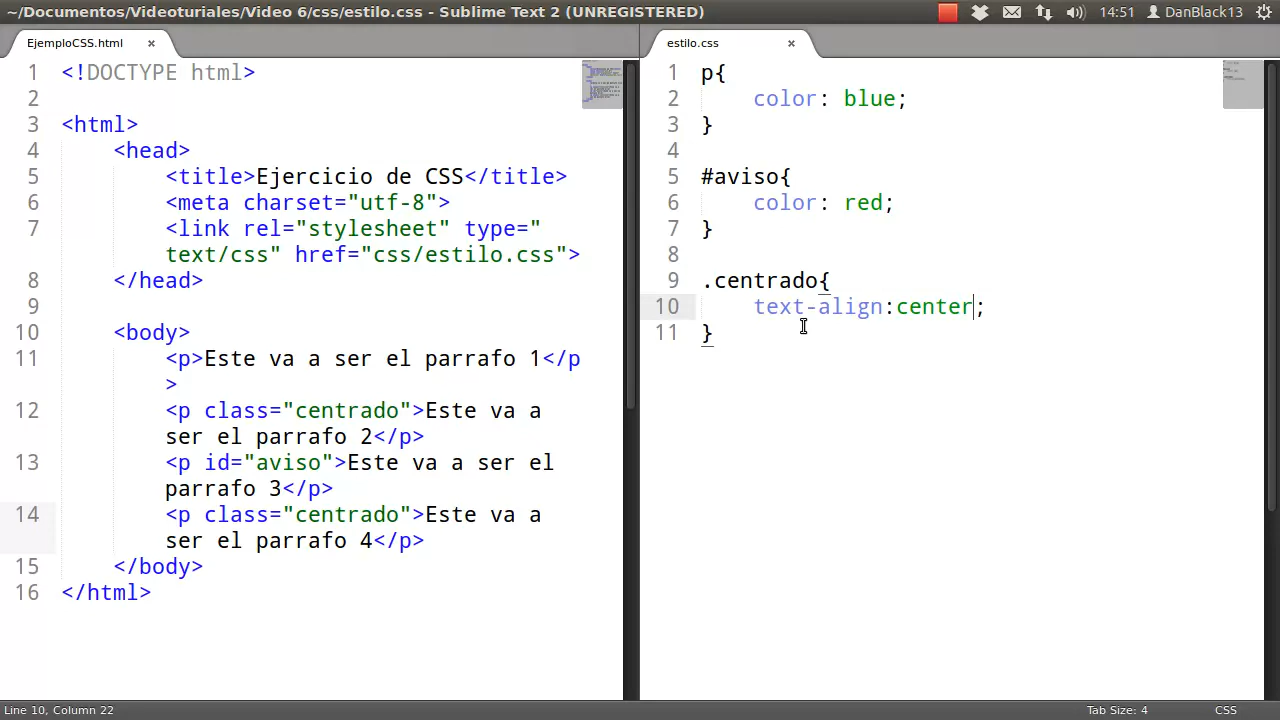 ~/Documentos/Videoturiales/Video 6/css/estilo.css - Sublime Text 2 (UNREGISTERED)
14:51 DanBlack13
EjemploCSS.html ×
1 <!DOCTYPE html>
2
3 <html>
4 <head>
5 <title>Ejercicio de CSS</title>
6 <meta charset="utf-8">
7 <link rel="stylesheet" type="
text/css" href="css/estilo.css">
8 </head>
9
10 <body>
11 <p>Este va a ser el parrafo 1</p
>
12 <p class="centrado">Este va a
ser el parrafo 2</p>
13 <p id="aviso">Este va a ser el
parrafo 3</p>
14 <p class="centrado">Este va a
ser el parrafo 4</p>
15 </body>
16 </html>
estilo.css ×
1 p{
2 color: blue;
3 }
4
5 #aviso{
6 color: red;
7 }
8
9 .centrado{
10 text-align:center;
11 }
Line 10, Column 22
Tab Size: 4
CSS